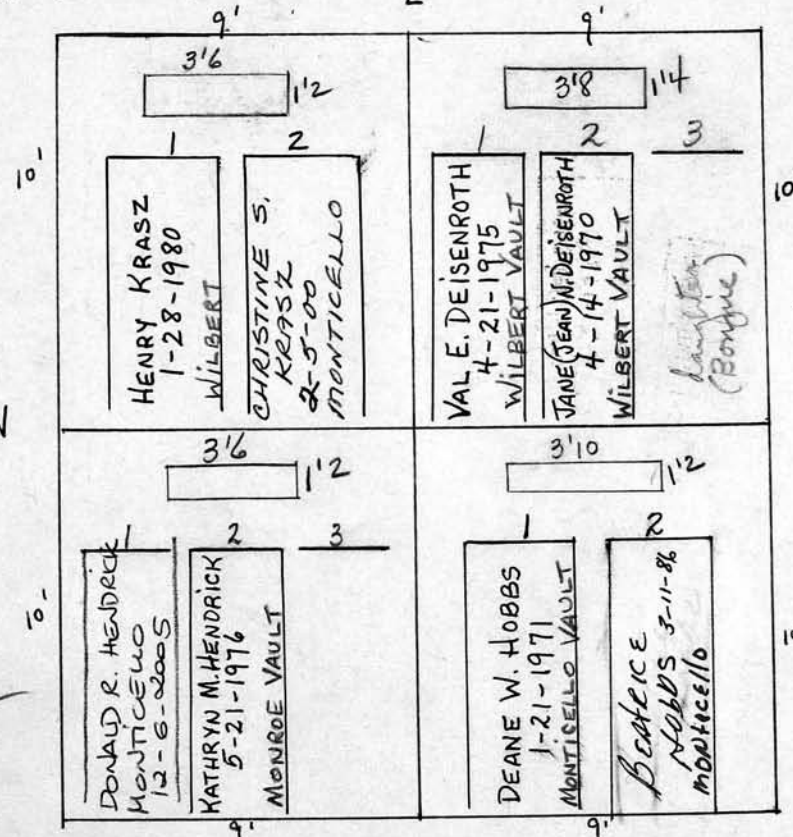 9'
9'
3'6
1'2
3'8
1'4
10'
10
1
2
1
2
3
HENRY KRASZ
1-28-1980
WILBERT
CHRISTINE S.
KRASZ
2-5-00
MONTICELLO
VAL E. DEISENROTH
4-21-1975
WILBERT VAULT
JANE(JEAN)N.DEISENROTH
4-14-1970
WILBERT VAULT
daughter
(Bonjie)
3'6
1'2
3'10
1'2
10'
1
2
3
1
2
DONALD R. HENDRICK
MONTICELLO
12-6-2005
KATHRYN M. HENDRICK
5-21-1976
MONROE VAULT
DEANE W. HOBBS
1-21-1971
MONTICELLO VAULT
BEATRICE
HOBBS 3-11-86
MONTICELLO
9'
9'